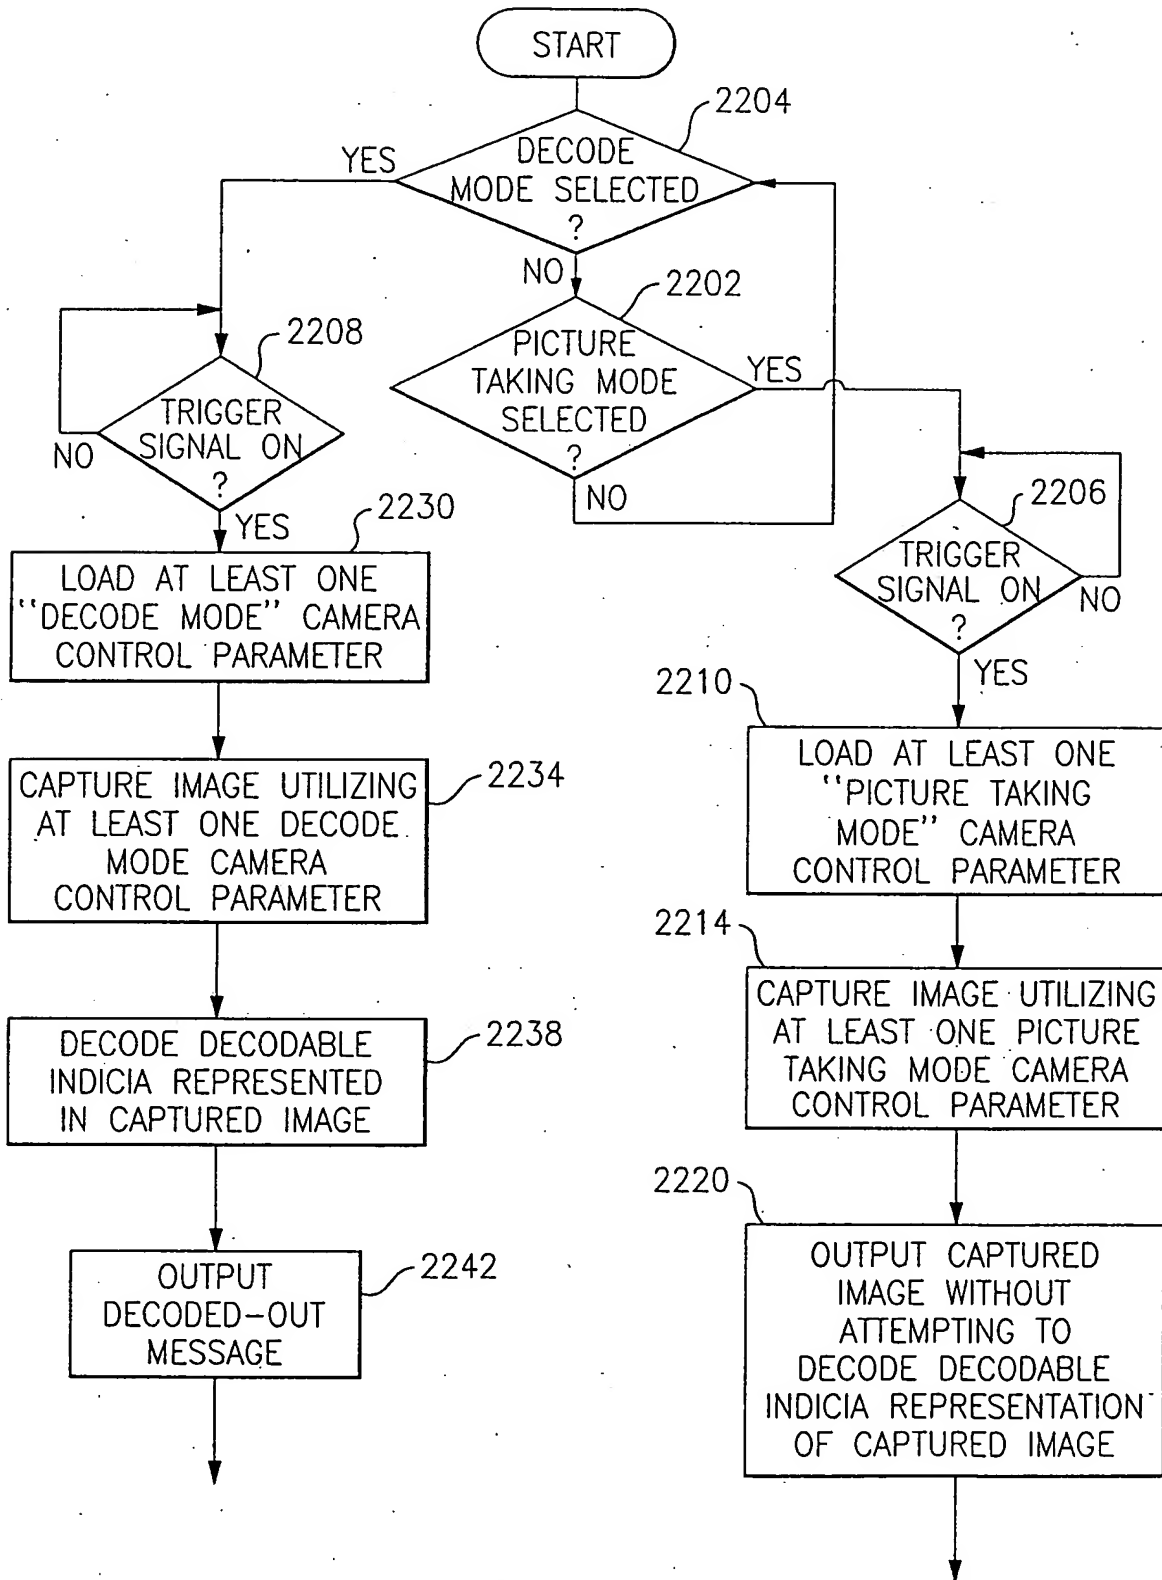 START
2204
DECODE
MODE SELECTED
?
YES
NO
2202
PICTURE
TAKING MODE
SELECTED
?
YES
NO
2208
TRIGGER
SIGNAL ON
?
NO
YES
2230
LOAD AT LEAST ONE
"DECODE MODE" CAMERA
CONTROL PARAMETER
2234
CAPTURE IMAGE UTILIZING
AT LEAST ONE DECODE
MODE CAMERA
CONTROL PARAMETER
2238
DECODE DECODABLE
INDICIA REPRESENTED
IN CAPTURED IMAGE
2242
OUTPUT
DECODED-OUT
MESSAGE
2206
TRIGGER
SIGNAL ON
?
NO
YES
2210
LOAD AT LEAST ONE
"PICTURE TAKING
MODE" CAMERA
CONTROL PARAMETER
2214
CAPTURE IMAGE UTILIZING
AT LEAST ONE PICTURE
TAKING MODE CAMERA
CONTROL PARAMETER
2220
OUTPUT CAPTURED
IMAGE WITHOUT
ATTEMPTING TO
DECODE DECODABLE
INDICIA REPRESENTATION
OF CAPTURED IMAGE